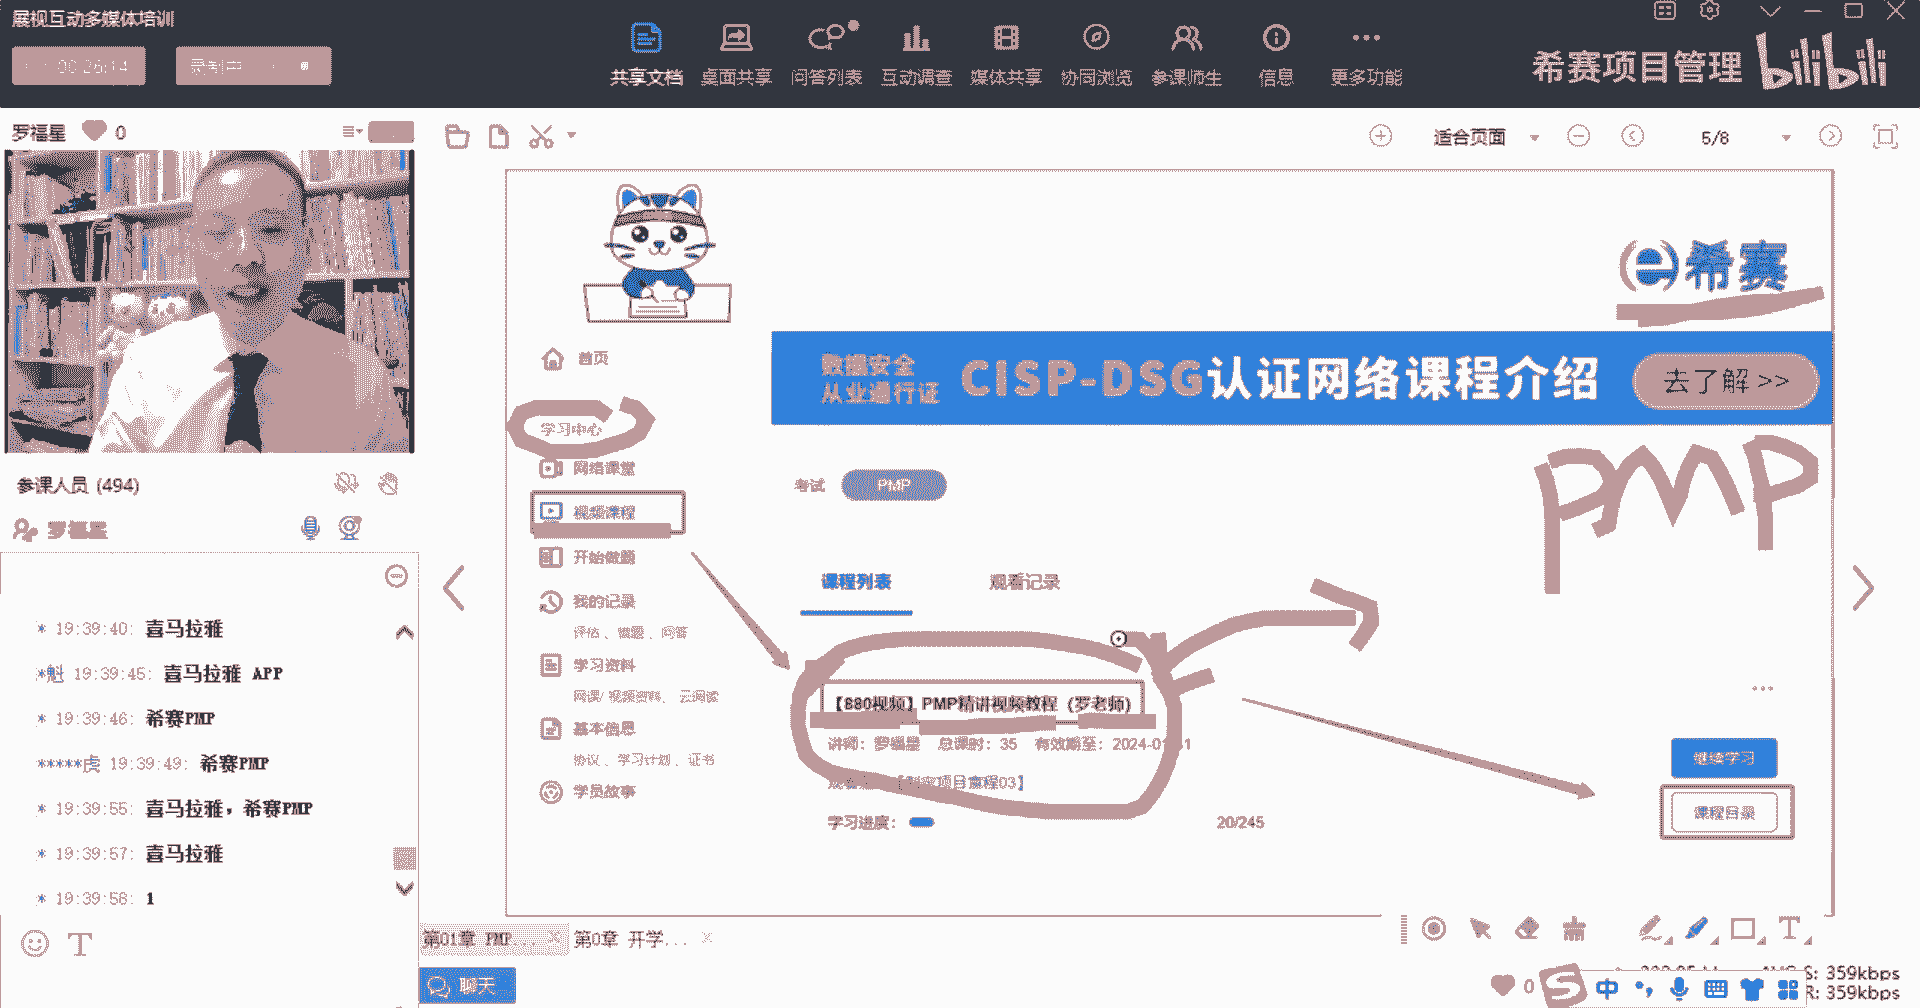 展视互动多媒体培训
00:26:14
录制中
共享文档
桌面共享
问答列表
互动调查
媒体共享
协同浏览
参课师生
信息
更多功能
希赛项目管理
bilibili
罗福星 0
适合页面
5/8
希赛
首页
数据安全
从业通行证
CISP-DSG认证网络课程介绍
去了解 >>
学习中心
网络课堂
视频课程
开始做题
我的记录
评估、错题、问答
学习资料
网课/视频资料、云阅读
基本信息
协议、学习计划、证书
学员故事
考试 PMP
PMP
课程列表
观看记录
【880视频】PMP精讲视频教程（罗老师）
讲师：罗福星 总课时：35 有效期至：2024-01
学习进度：
20/245
继续学习
课程目录
参课人员 (494)
罗福星
* 19:39:40: 喜马拉雅
*魁 19:39:45: 喜马拉雅 APP
* 19:39:46: 希赛PMP
*****虎 19:39:49: 希赛PMP
* 19:39:55: 喜马拉雅，希赛PMP
* 19:39:57: 喜马拉雅
* 19:39:58: 1
第01章 PMP...
第0章 开学...
聊天
0
中
S: 359kbps
R: 359kbps